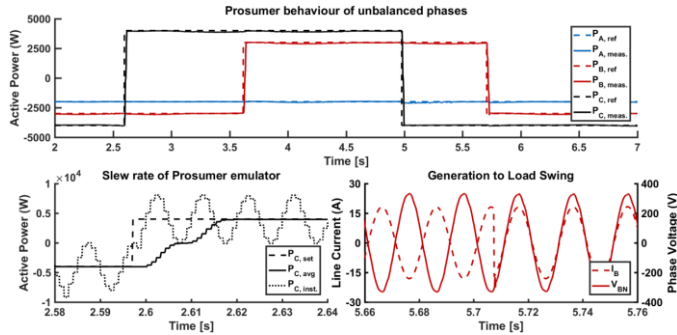 Prosumer behaviour of unbalanced phases
Active Power (W)
5000
2500
0
-2500
-5000
2 2.5 3 3.5 4 4.5 5 5.5 6 6.5 7
Time [s]
P_A, ref
P_A, meas.
P_B, ref
P_B, meas.
P_C, ref
P_C, meas.
Slew rate of Prosumer emulator
×10^4
Active Power (W)
1
0.5
0
-0.5
-1
2.58 2.59 2.6 2.61 2.62 2.63 2.64
Time [s]
P_C, set
P_C, avg
P_C, inst.
Generation to Load Swing
Line Current (A)
30
15
0
-15
-30
5.66 5.68 5.7 5.72 5.74 5.76
Time [s]
400
200
0
-200
-400
Phase Voltage (V)
I_B
V_BN